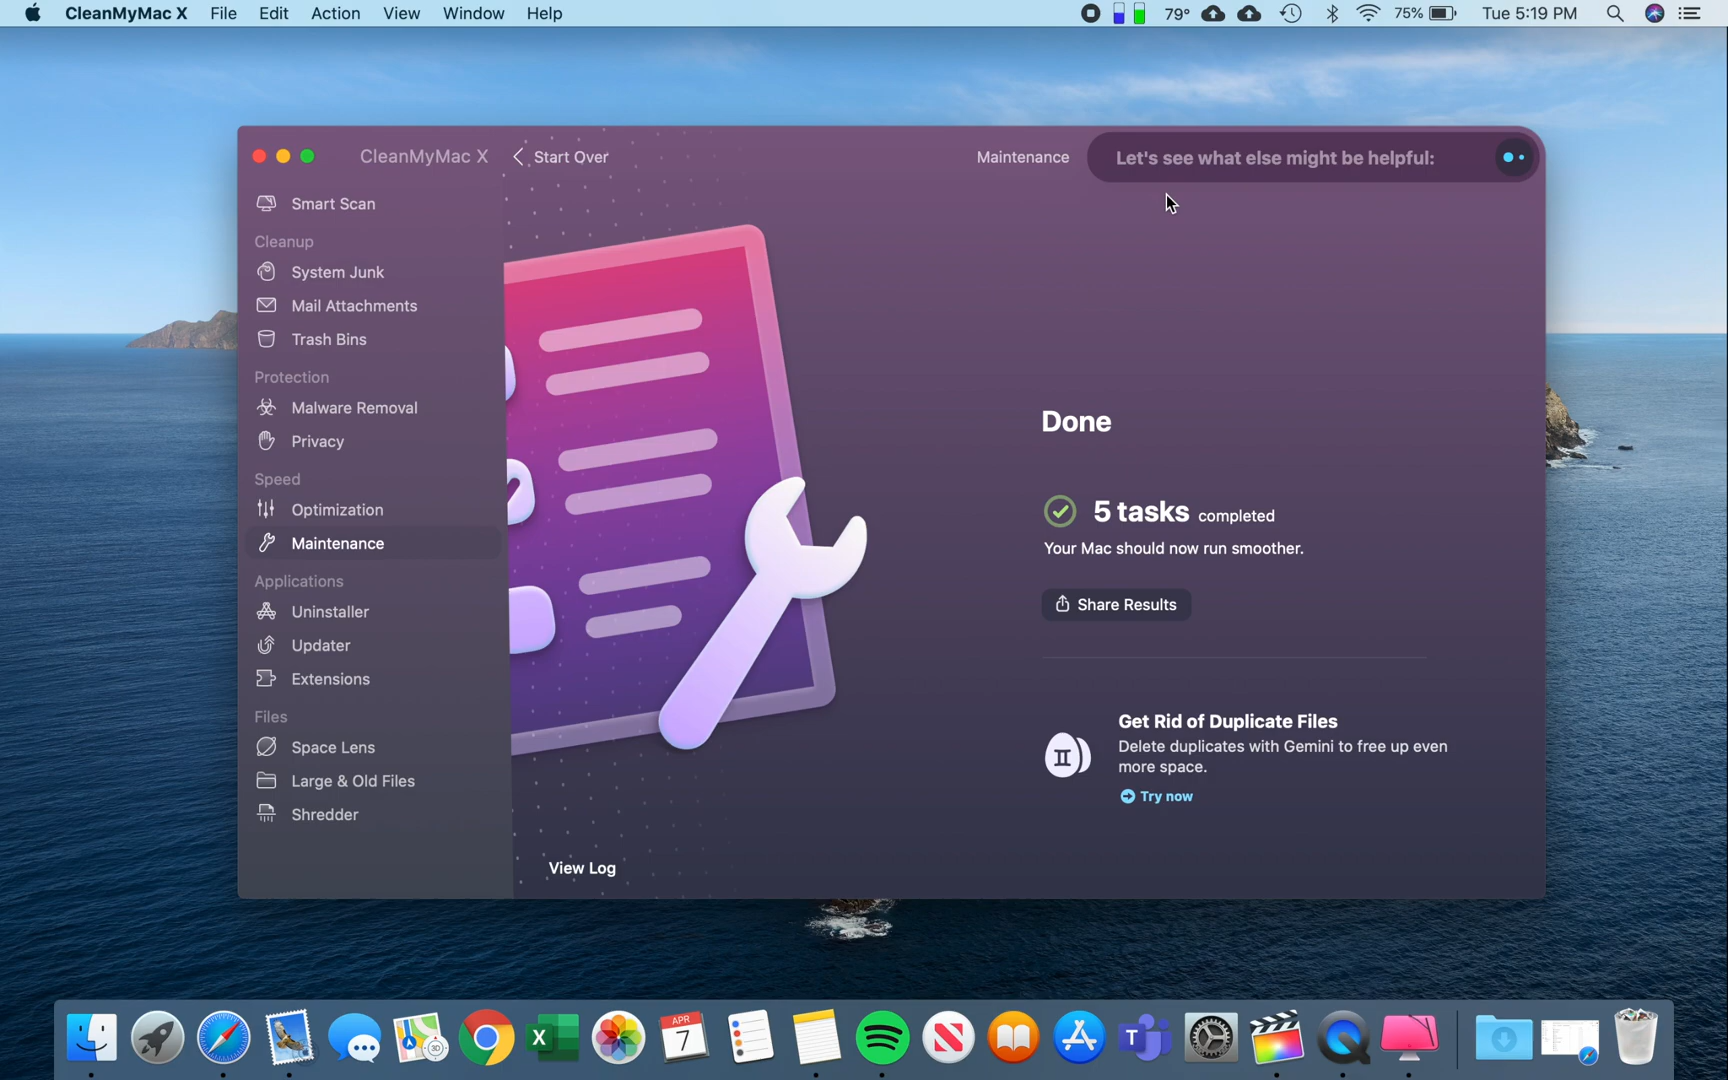 CleanMyMac X File Edit Action View Window Help 79° 75% Tue 5:19 PM
CleanMyMac X Start Over Maintenance Let's see what else might be helpful:
Smart Scan
Cleanup
System Junk
Mail Attachments
Trash Bins
Protection
Malware Removal
Privacy
Speed
Optimization
Maintenance
Applications
Uninstaller
Updater
Extensions
Files
Space Lens
Large & Old Files
Shredder
Done
5 tasks completed
Your Mac should now run smoother.
Share Results
Get Rid of Duplicate Files
Delete duplicates with Gemini to free up even
more space.
Try now
View Log
3D
X
APR
7
T